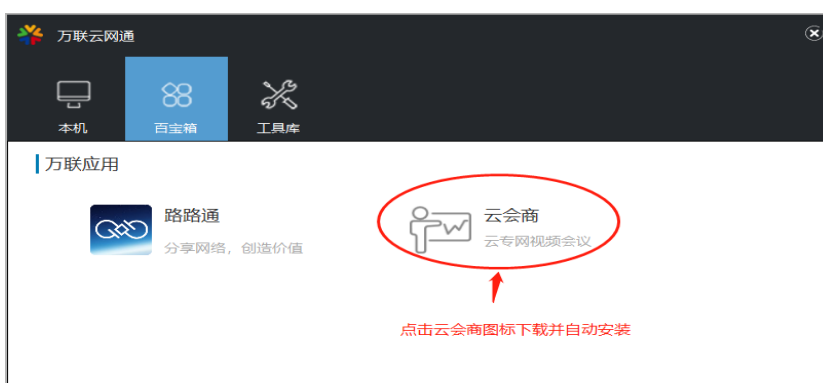 万联云网通
本机
百宝箱
工具库
万联应用
路路通
分享网络，创造价值
云会商
云专网视频会议
点击云会商图标下载并自动安装